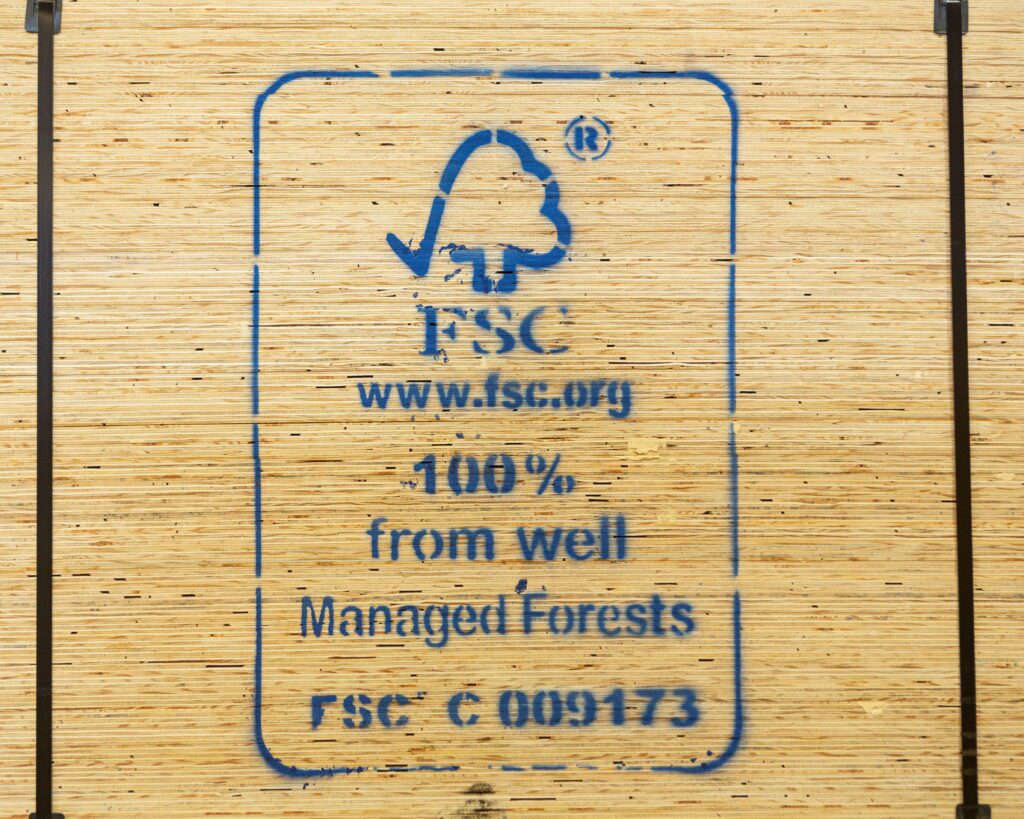 ®
FSC
www.fsc.org
100%
from well
Managed Forests
FSC® C 009173